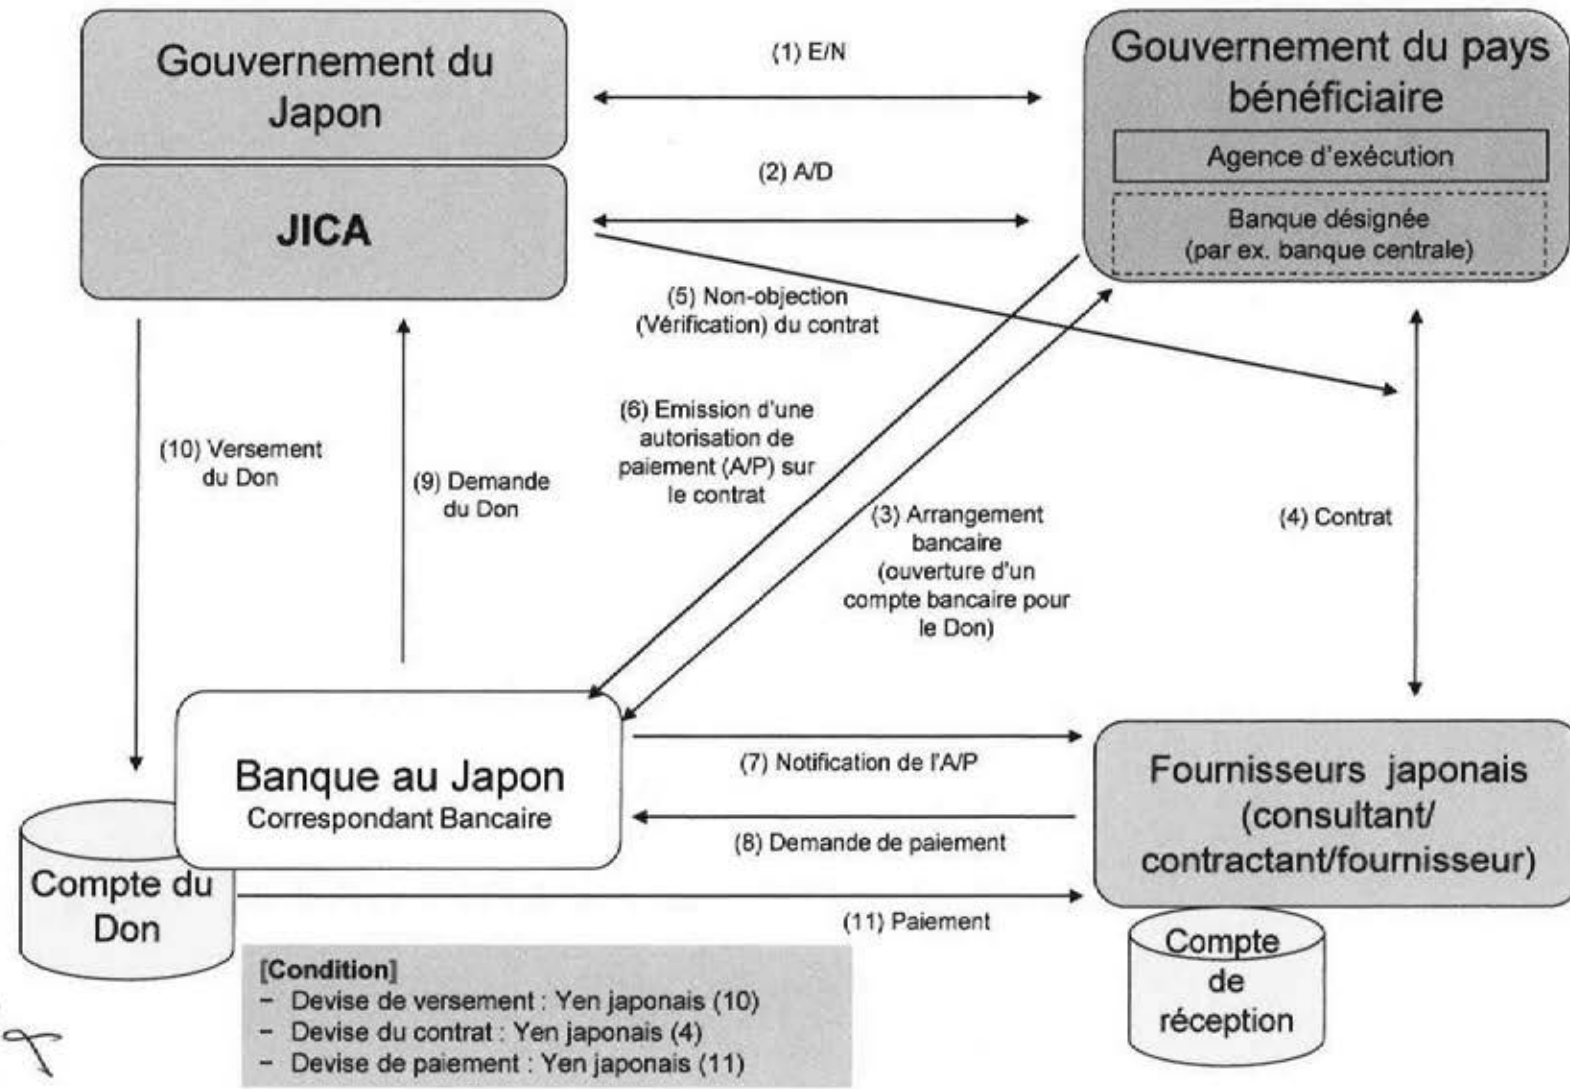 Gouvernement du
Japon
JICA
(1) E/N
(2) A/D
Gouvernement du pays
bénéficiaire
Agence d'exécution
Banque désignée
(par ex. banque centrale)
(5) Non-objection
(Vérification) du contrat
(6) Emission d'une
autorisation de
paiement (A/P) sur
le contrat
(10) Versement
du Don
(9) Demande
du Don
(3) Arrangement
bancaire
(ouverture d'un
compte bancaire pour
le Don)
(4) Contrat
Banque au Japon
Correspondant Bancaire
(7) Notification de l'A/P
(8) Demande de paiement
Fournisseurs japonais
(consultant/
contractant/fournisseur)
Compte du
Don
(11) Paiement
Compte
de
réception
[Condition]
- Devise de versement : Yen japonais (10)
- Devise du contrat : Yen japonais (4)
- Devise de paiement : Yen japonais (11)